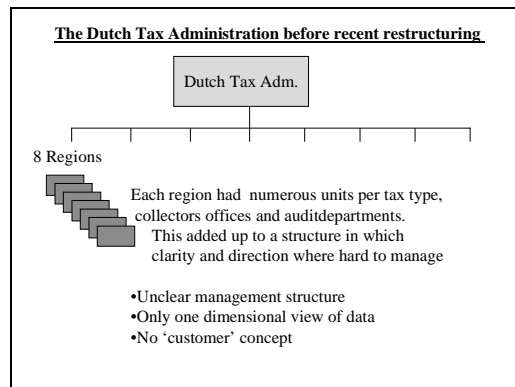 The Dutch Tax Administration before recent restructuring
Dutch Tax Adm.
8 Regions
Each region had numerous units per tax type,
collectors offices and auditdepartments.
This added up to a structure in which
clarity and direction where hard to manage
•Unclear management structure
•Only one dimensional view of data
•No ‘customer’ concept